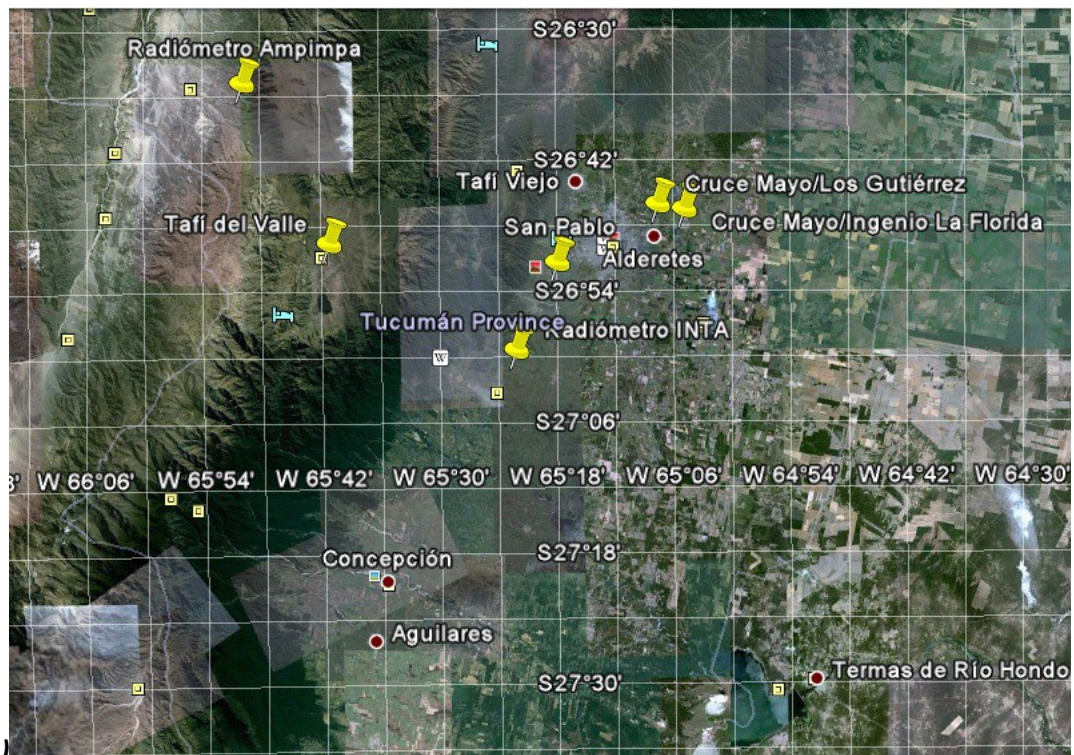 S26°30'
Radiómetro Ampimpa
S26°42'
Tafí Viejo
Cruce Mayo/Los Gutiérrez
Tafí del Valle
San Pablo
Cruce Mayo/Ingenio La Florida
Alderetes
S26°54'
Tucumán Province
Radiómetro INTA
W
S27°06'
W 66°06'
W 65°54'
W 65°42'
W 65°30'
W 65°18'
W 65°06'
W 64°54'
W 64°42'
W 64°30'
S27°18'
Concepción
Aguilares
Termas de Río Hondo
S27°30'
)